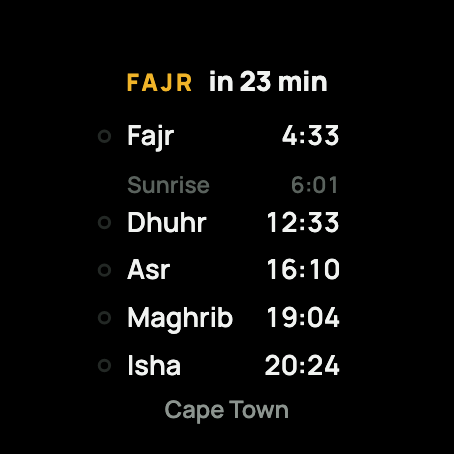 FAJR in 23 min
Fajr 4:33
Sunrise 6:01
Dhuhr 12:33
Asr 16:10
Maghrib 19:04
Isha 20:24
Cape Town